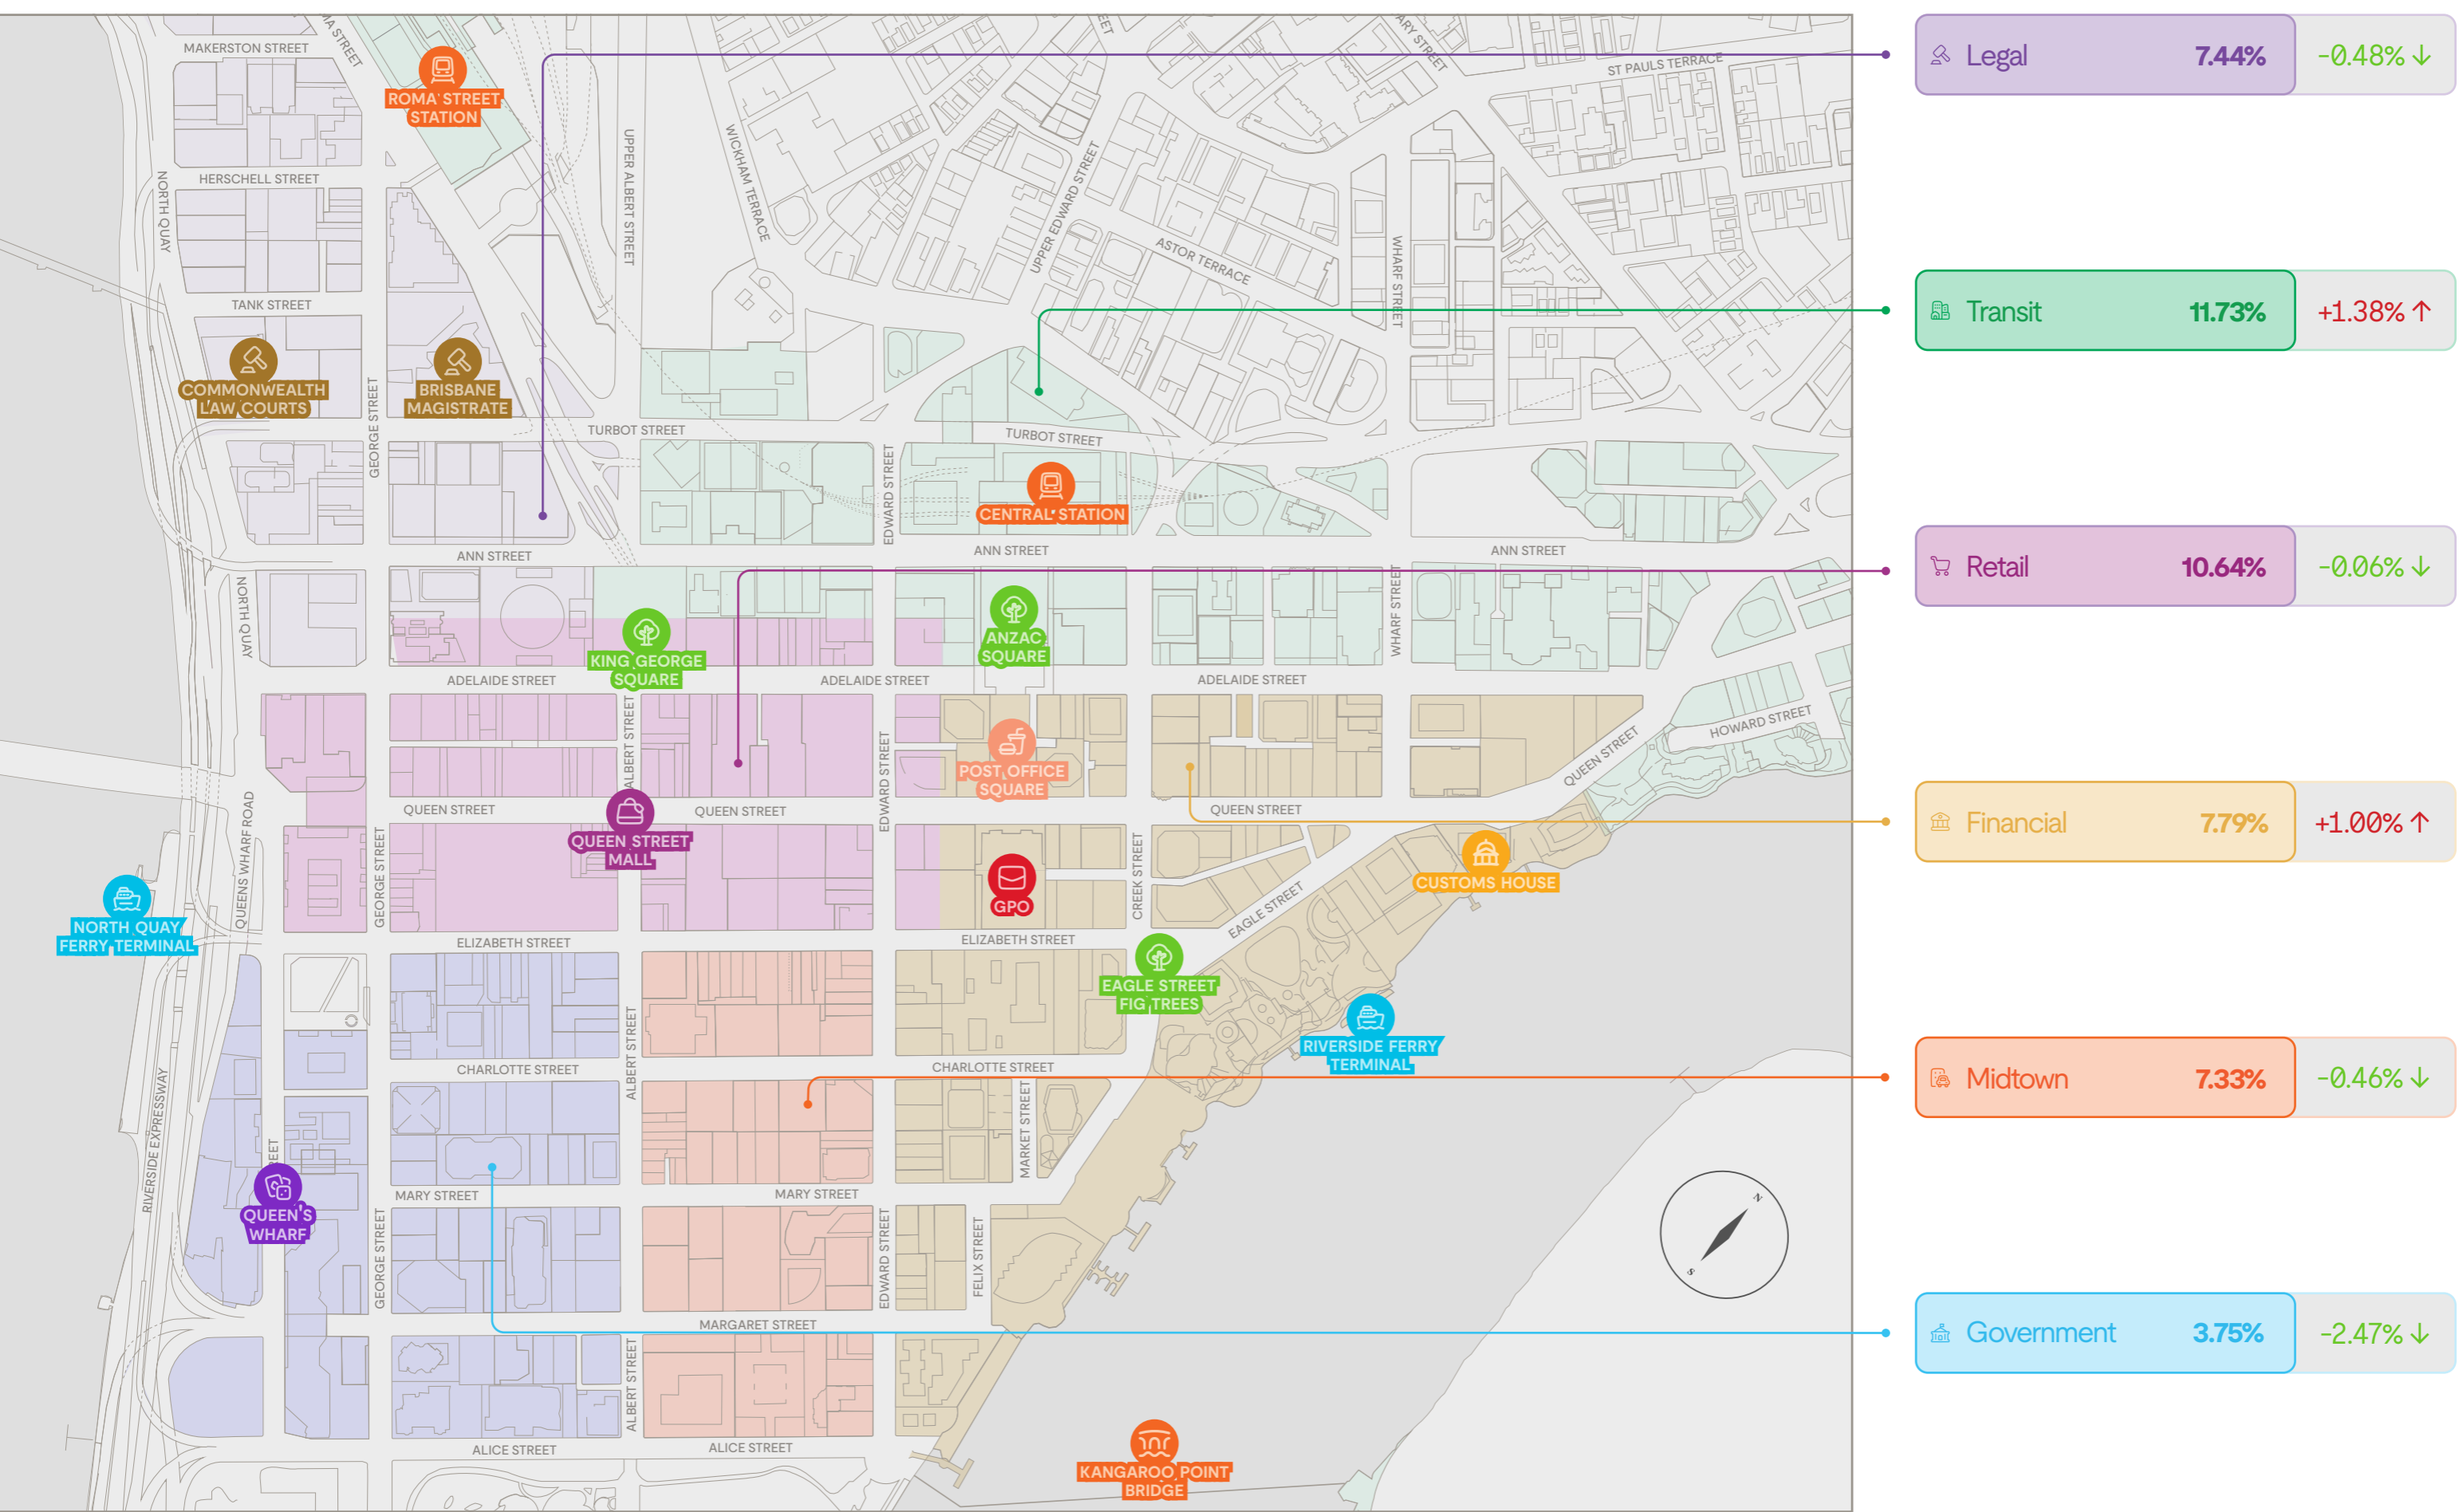 MAKERSTON STREET
ROMA STREET
STATION
HERSCHELL STREET
NORTH QUAY
UPPER ALBERT STREET
WICKHAM TERRACE
UPPER EDWARD STREET
ASTOR TERRACE
WHARF STREET
ST PAULS TERRACE
TANK STREET
COMMONWEALTH
LAW COURTS
BRISBANE
MAGISTRATE
GEORGE STREET
TURBOT STREET
TURBOT STREET
EDWARD STREET
CENTRAL STATION
ANN STREET
ANN STREET
ANN STREET
NORTH QUAY
KING GEORGE
SQUARE
ANZAC
SQUARE
WHARF STREET
ADELAIDE STREET
ADELAIDE STREET
ADELAIDE STREET
ALBERT STREET
EDWARD STREET
POST OFFICE
SQUARE
HOWARD STREET
QUEEN STREET
QUEEN STREET
QUEEN STREET
QUEEN STREET
QUEENS WHARF ROAD
QUEEN STREET
MALL
GEORGE STREET
GPO
CREEK STREET
EAGLE STREET
CUSTOMS HOUSE
NORTH QUAY
FERRY TERMINAL
ELIZABETH STREET
ELIZABETH STREET
EAGLE STREET
FIG TREES
RIVERSIDE FERRY
TERMINAL
ALBERT STREET
CHARLOTTE STREET
CHARLOTTE STREET
MARKET STREET
RIVERSIDE EXPRESSWAY
QUEEN'S
WHARF
MARY STREET
MARY STREET
GEORGE STREET
EDWARD STREET
FELIX STREET
N
S
MARGARET STREET
ALBERT STREET
ALICE STREET
ALICE STREET
KANGAROO POINT
BRIDGE
Legal 7.44% -0.48% ↓
Transit 11.73% +1.38% ↑
Retail 10.64% -0.06% ↓
Financial 7.79% +1.00% ↑
Midtown 7.33% -0.46% ↓
Government 3.75% -2.47% ↓